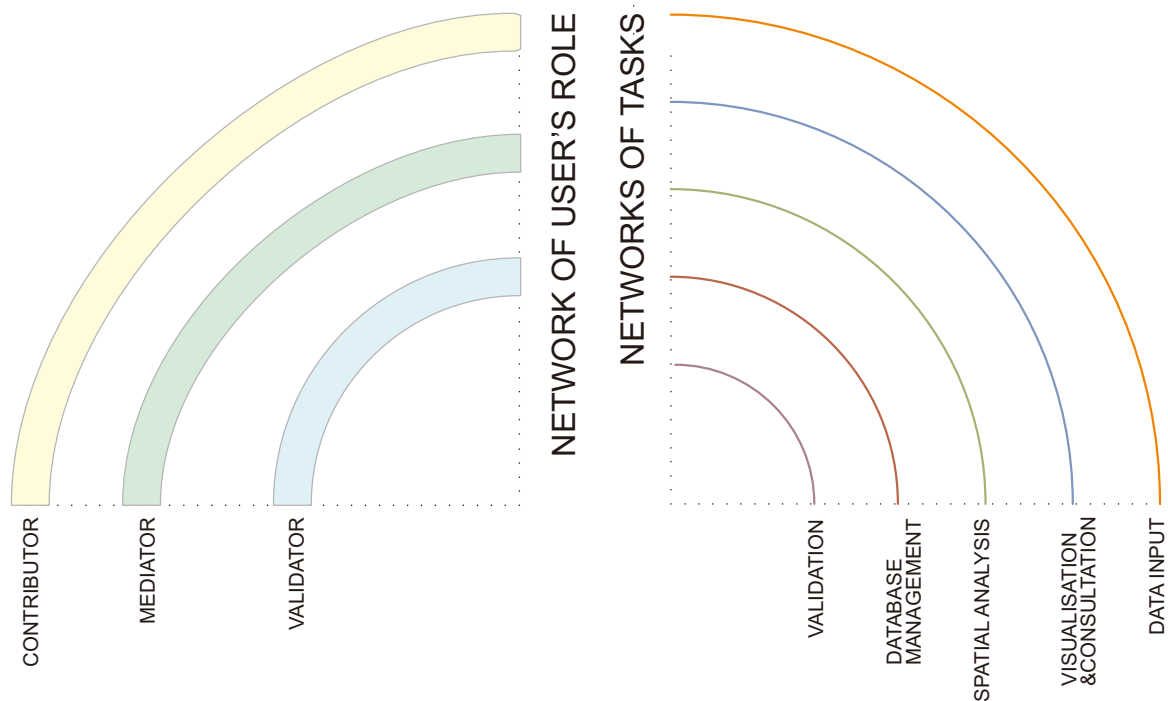 NETWORK OF USER'S ROLE
NETWORKS OF TASKS
CONTRIBUTOR
MEDIATOR
VALIDATOR
VALIDATION
DATABASE
MANAGEMENT
SPATIAL ANALYSIS
VISUALISATION
&CONSULTATION
DATA INPUT